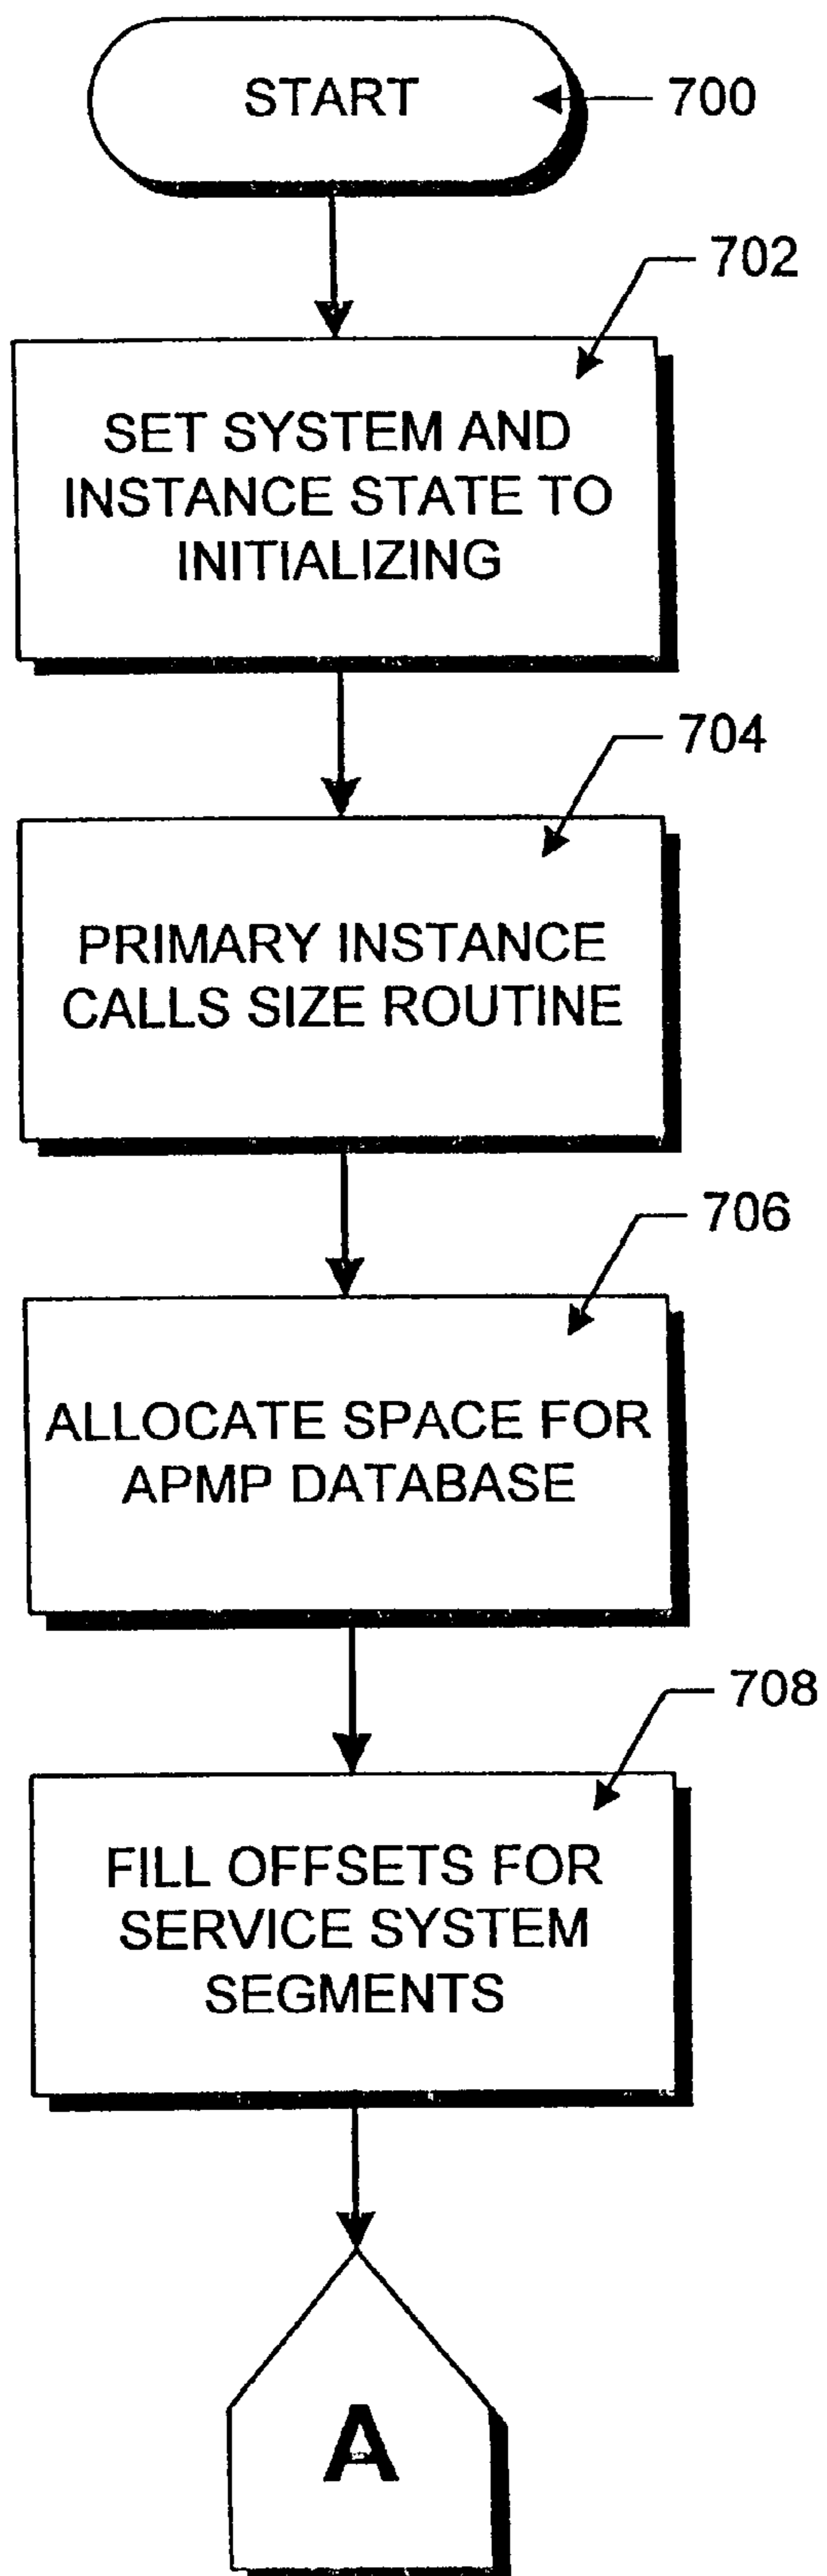 START
700
702
SET SYSTEM AND
INSTANCE STATE TO
INITIALIZING
704
PRIMARY INSTANCE
CALLS SIZE ROUTINE
706
ALLOCATE SPACE FOR
APMP DATABASE
708
FILL OFFSETS FOR
SERVICE SYSTEM
SEGMENTS
A